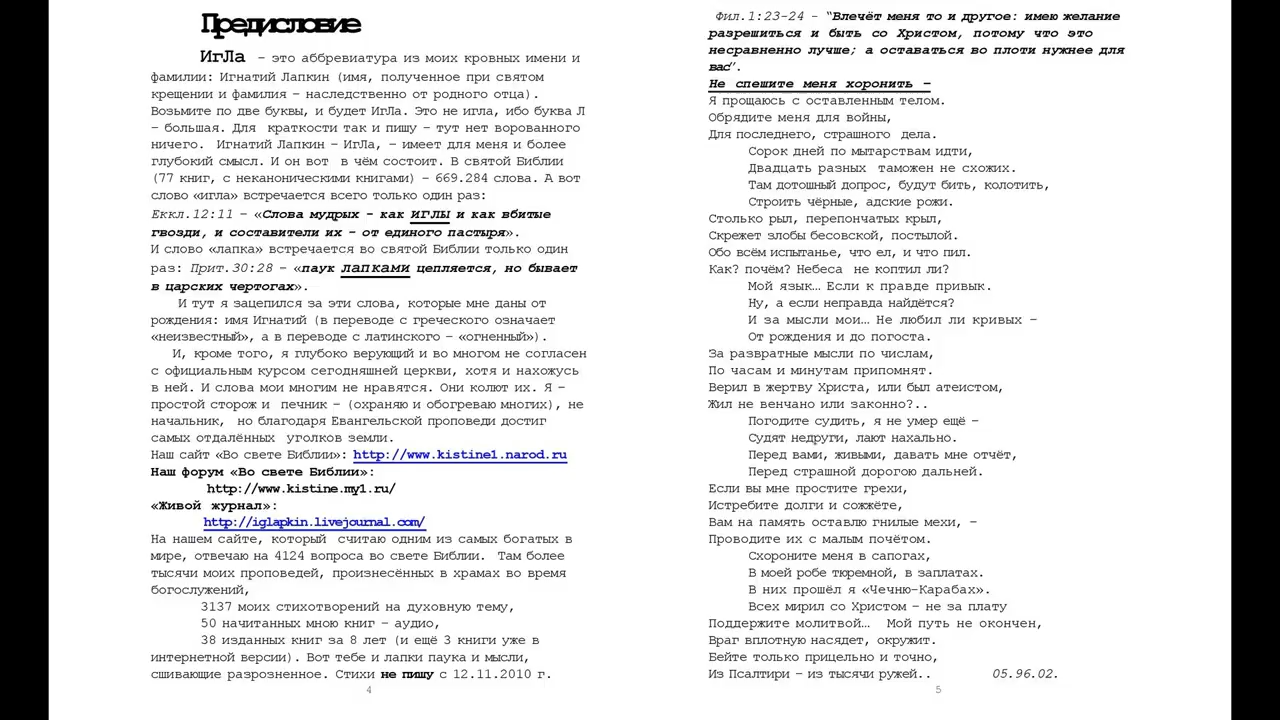 Предисловие
ИгЛа – это аббревиатура из моих кровных имени и
фамилии: Игнатий Лапкин (имя, полученное при святом
крещении и фамилия – наследственно от родного отца).
Возьмите по две буквы, и будет ИгЛа. Это не игла, ибо буква Л
– большая. Для краткости так и пишу – тут нет ворованного
ничего. Игнатий Лапкин – ИгЛа, – имеет для меня и более
глубокий смысл. И он вот в чём состоит. В святой Библии
(77 книг, с неканоническими книгами) – 669.284 слова. А вот
слово «игла» встречается всего только один раз:
Еккл.12:11 – «Слова мудрых - как ИГЛЫ и как вбитые
гвозди, и составители их - от единого пастыря».
И слово «лапка» встречается во святой Библии только один
раз: Прит.30:28 – «паук ЛАПКАМИ цепляется, но бывает
в царских чертогах».
И тут я зацепился за эти слова, которые мне даны от
рождения: имя Игнатий (в переводе с греческого означает
«неизвестный», а в переводе с латинского – «огненный»).
И, кроме того, я глубоко верующий и во многом не согласен
с официальным курсом сегодняшней церкви, хотя и нахожусь
в ней. И слова мои многим не нравятся. Они колют их. Я –
простой сторож и печник – (охраняю и обогреваю многих), не
начальник, но благодаря Евангельской проповеди достиг
самых отдалённых уголков земли.
Наш сайт «Во свете Библии»: http://www.kistine1.narod.ru
Наш форум «Во свете Библии»:
http://www.kistine.my1.ru/
«Живой журнал»:
http://iglapkin.livejournal.com/
На нашем сайте, который считаю одним из самых богатых в
мире, отвечаю на 4124 вопроса во свете Библии. Там более
тысячи моих проповедей, произнесённых в храмах во время
богослужений,
3137 моих стихотворений на духовную тему,
50 начитанных мною книг – аудио,
38 изданных книг за 8 лет (и ещё 3 книги уже в
интернетной версии). Вот тебе и лапки паука и мысли,
сшивающие разрозненное. Стихи не пишу с 12.11.2010 г.
4
Фил.1:23-24 - "Влечёт меня то и другое: имею желание
разрешиться и быть со Христом, потому что это
несравненно лучше; а оставаться во плоти нужнее для
вас".
Не спешите меня хоронить –
Я прощаюсь с оставленным телом.
Обрядите меня для войны,
Для последнего, страшного дела.
Сорок дней по мытарствам идти,
Двадцать разных таможен не схожих.
Там дотошный допрос, будут бить, колотить,
Строить чёрные, адские рожи.
Столько рыл, перепончатых крыл,
Скрежет злобы бесовской, постылой.
Обо всём испытанье, что ел, и что пил.
Как? почём? Небеса не коптил ли?
Мой язык… Если к правде привык.
Ну, а если неправда найдётся?
И за мысли мои… Не любил ли кривых –
От рождения и до погоста.
За развратные мысли по числам,
По часам и минутам припомнят.
Верил в жертву Христа, или был атеистом,
Жил не венчано или законно?..
Погодите судить, я не умер ещё –
Судят недруги, лают нахально.
Перед вами, живыми, давать мне отчёт,
Перед страшной дорогою дальней.
Если вы мне простите грехи,
Истребите долги и сожжёте,
Вам на память оставлю гнилые мехи, –
Проводите их с малым почётом.
Схороните меня в сапогах,
В моей робе тюремной, в заплатах.
В них прошёл я «Чечню-Карабах».
Всех мирил со Христом – не за плату
Поддержите молитвой… Мой путь не окончен,
Враг вплотную насядет, окружит.
Бейте только прицельно и точно,
Из Псалтири – из тысячи ружей.. 05.96.02.
5